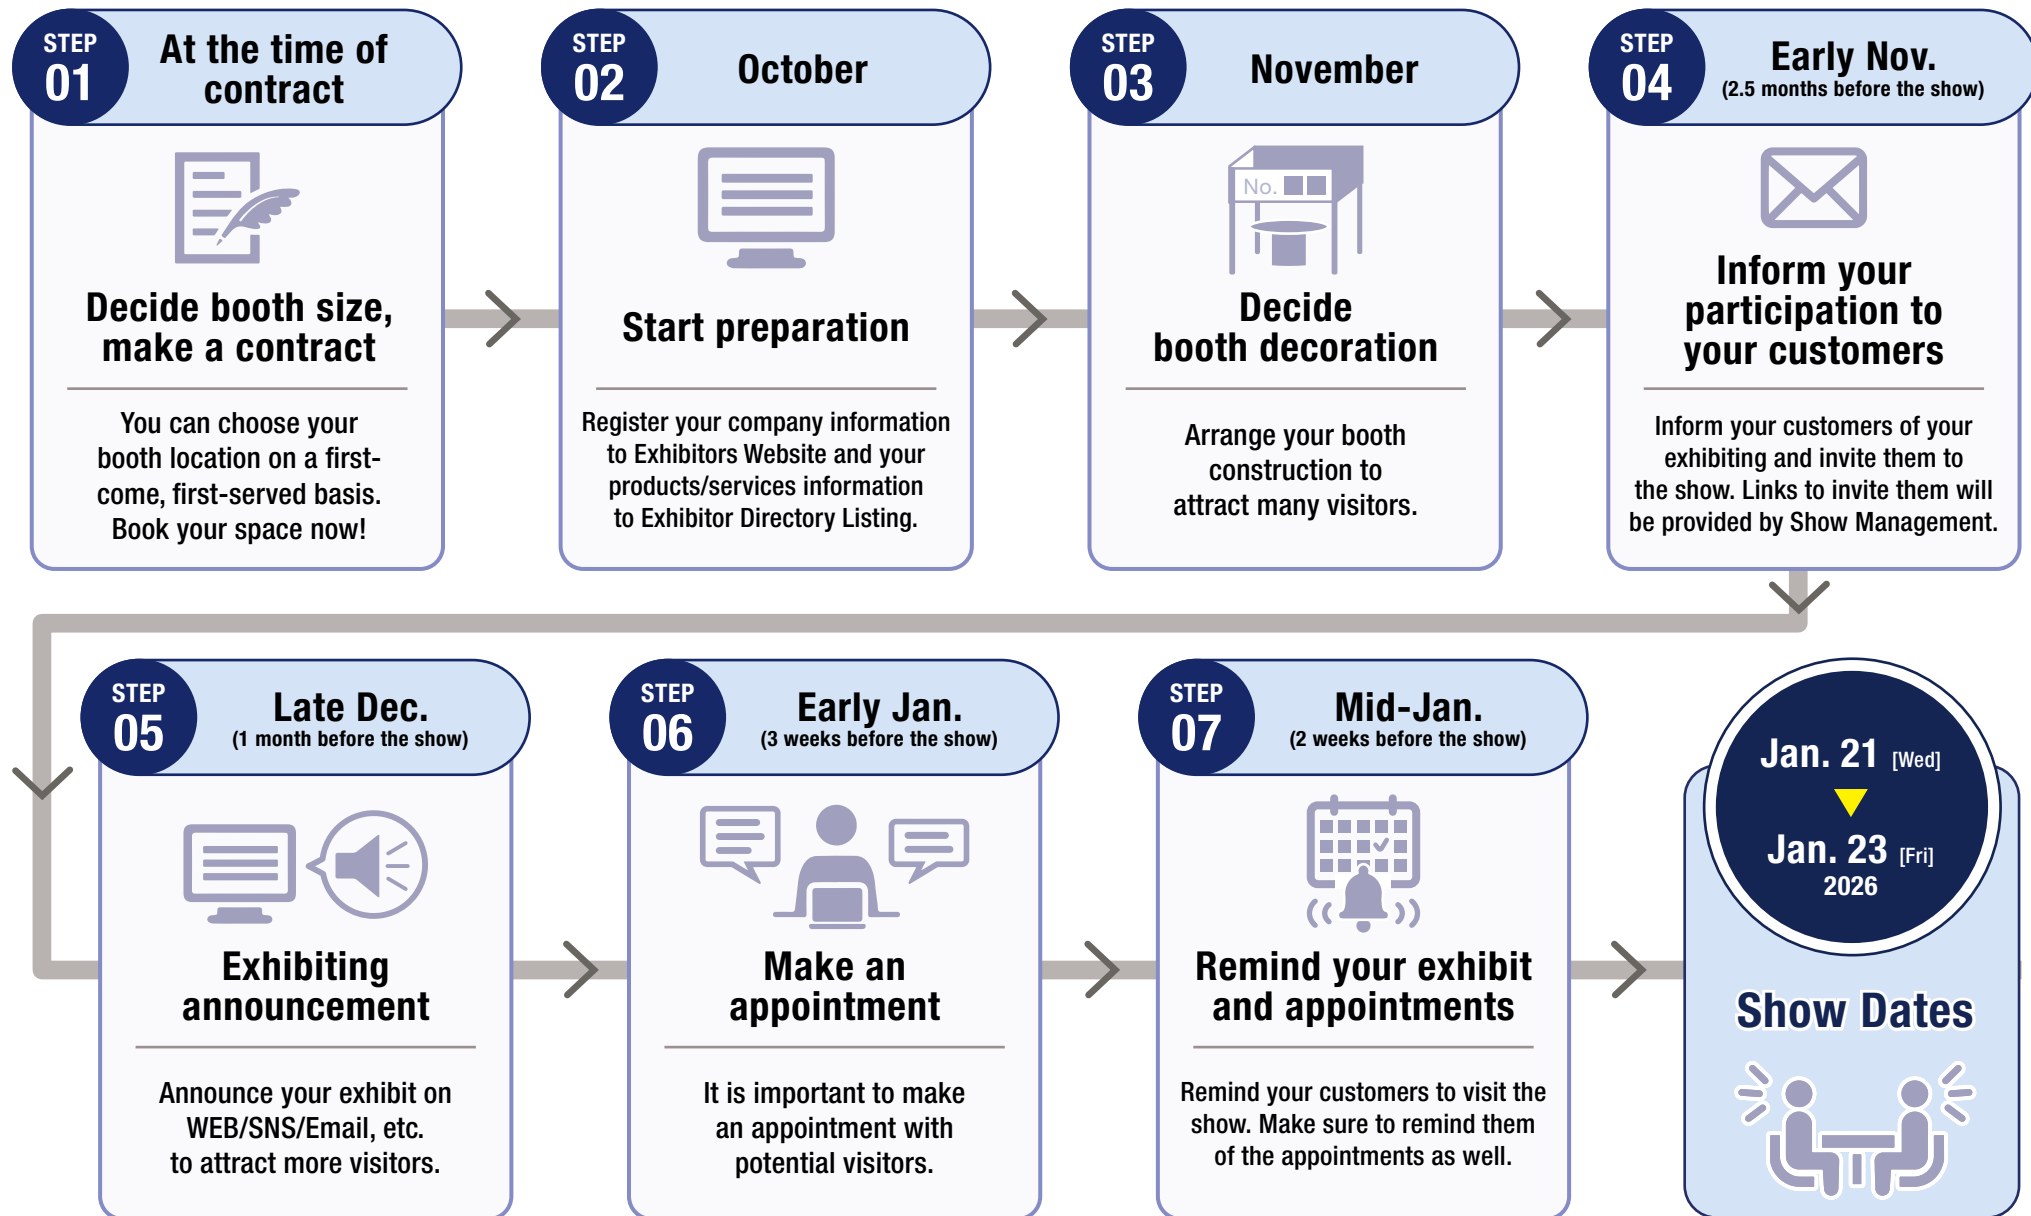 STEP
01
At the time of
contract
Decide booth size,
make a contract
You can choose your
booth location on a first-
come, first-served basis.
Book your space now!
STEP
02
October
Start preparation
Register your company information
to Exhibitors Website and your
products/services information
to Exhibitor Directory Listing.
STEP
03
November
No.
Decide
booth decoration
Arrange your booth
construction to
attract many visitors.
STEP
04
Early Nov.
(2.5 months before the show)
Inform your
participation to
your customers
Inform your customers of your
exhibiting and invite them to
the show. Links to invite them will
be provided by Show Management.
STEP
05
Late Dec.
(1 month before the show)
Exhibiting
announcement
Announce your exhibit on
WEB/SNS/Email, etc.
to attract more visitors.
STEP
06
Early Jan.
(3 weeks before the show)
Make an
appointment
It is important to make
an appointment with
potential visitors.
STEP
07
Mid-Jan.
(2 weeks before the show)
Remind your exhibit
and appointments
Remind your customers to visit the
show. Make sure to remind them
of the appointments as well.
Jan. 21 [Wed]
Jan. 23 [Fri]
2026
Show Dates